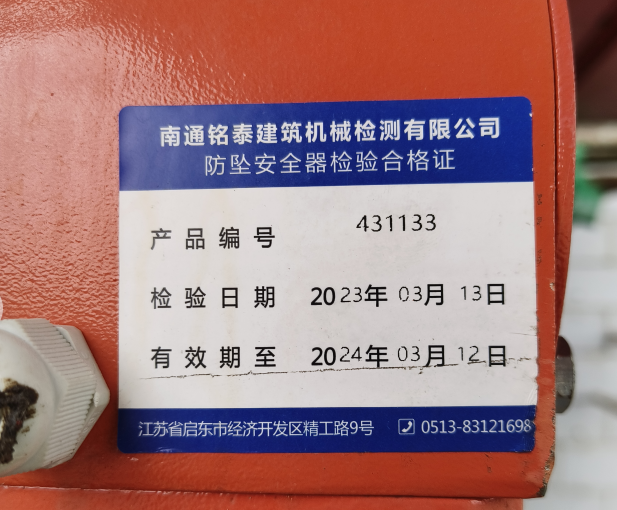 南通铭泰建筑机械检测有限公司
防坠安全器检验合格证
产品编号 431133
检验日期 2023年 03月 13日
有效期至 2024年 03月 12日
江苏省启东市经济开发区精工路9号 0513-83121698